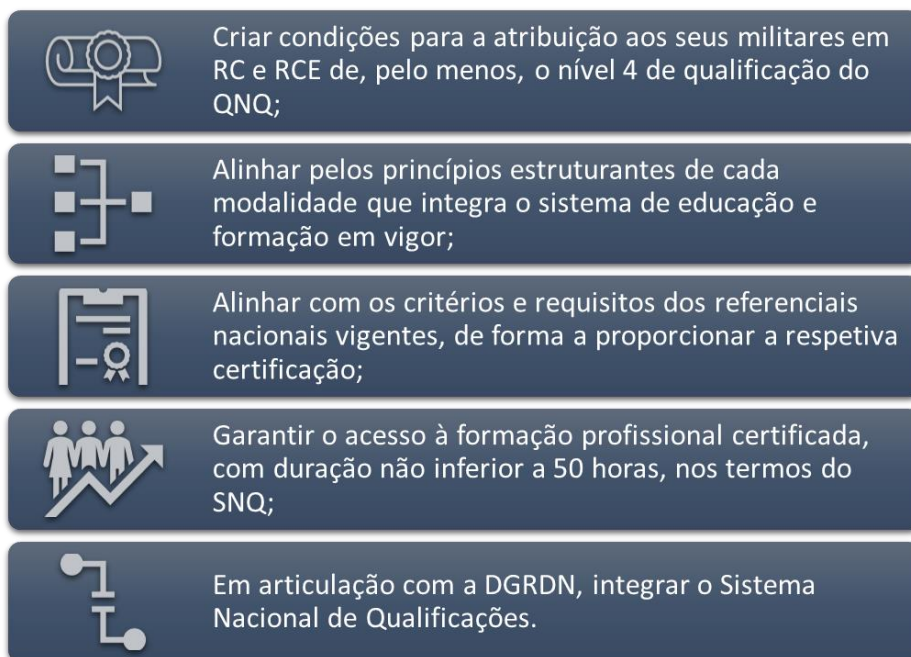 Criar condições para a atribuição aos seus militares em
RC e RCE de, pelo menos, o nível 4 de qualificação do
QNQ;
Alinhar pelos princípios estruturantes de cada
modalidade que integra o sistema de educação e
formação em vigor;
Alinhar com os critérios e requisitos dos referenciais
nacionais vigentes, de forma a proporcionar a respetiva
certificação;
Garantir o acesso à formação profissional certificada,
com duração não inferior a 50 horas, nos termos do
SNQ;
Em articulação com a DGRDN, integrar o Sistema
Nacional de Qualificações.